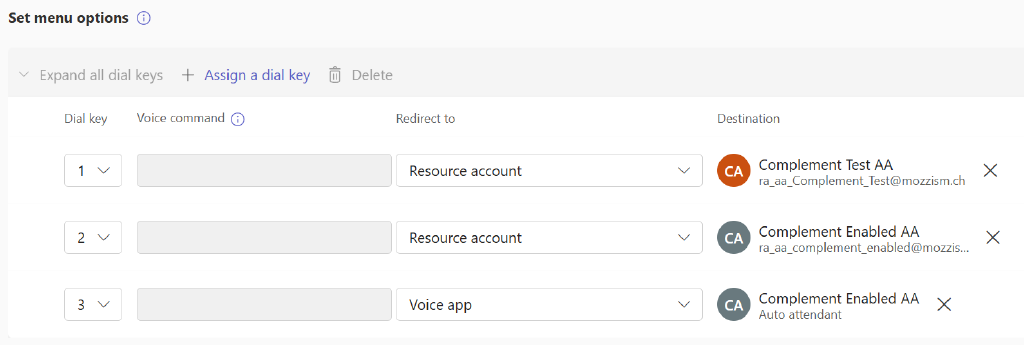 Set menu options
Expand all dial keys + Assign a dial key Delete
Dial key Voice command Redirect to Destination
1 Resource account CA Complement Test AA
ra_aa_Complement_Test@mozzism.ch
2 Resource account CA Complement Enabled AA
ra_aa_complement_enabled@mozzis...
3 Voice app CA Complement Enabled AA
Auto attendant